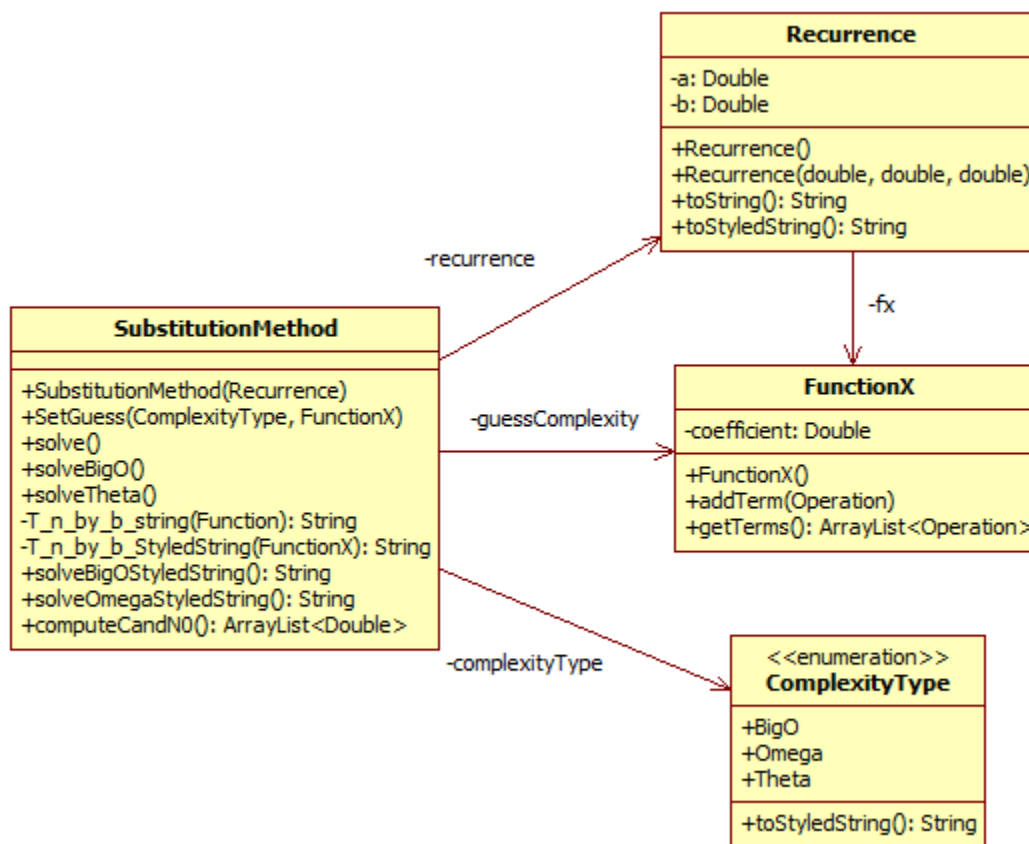 Recurrence
-a: Double
-b: Double
+Recurrence()
+Recurrence(double, double, double)
+toString(): String
+toStyledString(): String
-recurrence
-fx
SubstitutionMethod
+SubstitutionMethod(Recurrence)
+SetGuess(ComplexityType, FunctionX)
+solve()
+solveBigO()
+solveTheta()
-T_n_by_b_string(Function): String
-T_n_by_b_StyledString(FunctionX): String
+solveBigOStyledString(): String
+solveOmegaStyledString(): String
+computeCandN0(): ArrayList<Double>
-guessComplexity
FunctionX
-coefficient: Double
+FunctionX()
+addTerm(Operation)
+getTerms(): ArrayList<Operation>
-complexityType
<<enumeration>>
ComplexityType
+BigO
+Omega
+Theta
+toStyledString(): String